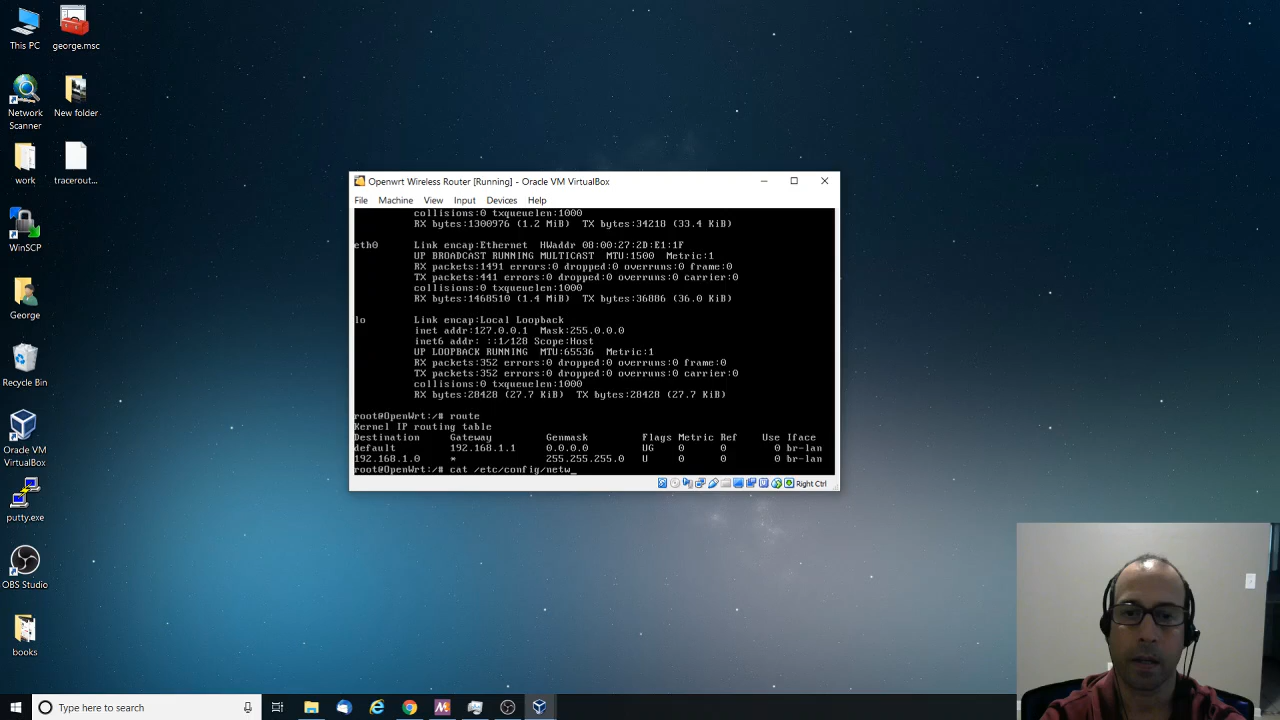 This PC
george.msc
Network Scanner
New folder
work
tracerout...
WinSCP
George
Recycle Bin
Oracle VM VirtualBox
putty.exe
OBS Studio
books
Openwrt Wireless Router [Running] - Oracle VM VirtualBox
File Machine View Input Devices Help
collisions:0 txqueuelen:1000
RX bytes:1300976 (1.2 MiB) TX bytes:34218 (33.4 KiB)
eth0 Link encap:Ethernet HWaddr 08:00:27:2D:E1:1F
UP BROADCAST RUNNING MULTICAST MTU:1500 Metric:1
RX packets:1491 errors:0 dropped:0 overruns:0 frame:0
TX packets:441 errors:0 dropped:0 overruns:0 carrier:0
collisions:0 txqueuelen:1000
RX bytes:1468510 (1.4 MiB) TX bytes:36886 (36.0 KiB)
lo Link encap:Local Loopback
inet addr:127.0.0.1 Mask:255.0.0.0
inet6 addr: ::1/128 Scope:Host
UP LOOPBACK RUNNING MTU:65536 Metric:1
RX packets:352 errors:0 dropped:0 overruns:0 frame:0
TX packets:352 errors:0 dropped:0 overruns:0 carrier:0
collisions:0 txqueuelen:1000
RX bytes:28428 (27.7 KiB) TX bytes:28428 (27.7 KiB)
root@OpenWrt:/# route
Kernel IP routing table
Destination Gateway Genmask Flags Metric Ref Use Iface
default 192.168.1.1 0.0.0.0 UG 0 0 0 br-lan
192.168.1.0 * 255.255.255.0 U 0 0 0 br-lan
root@OpenWrt:/# cat /etc/config/netw_
Right Ctrl
Type here to search